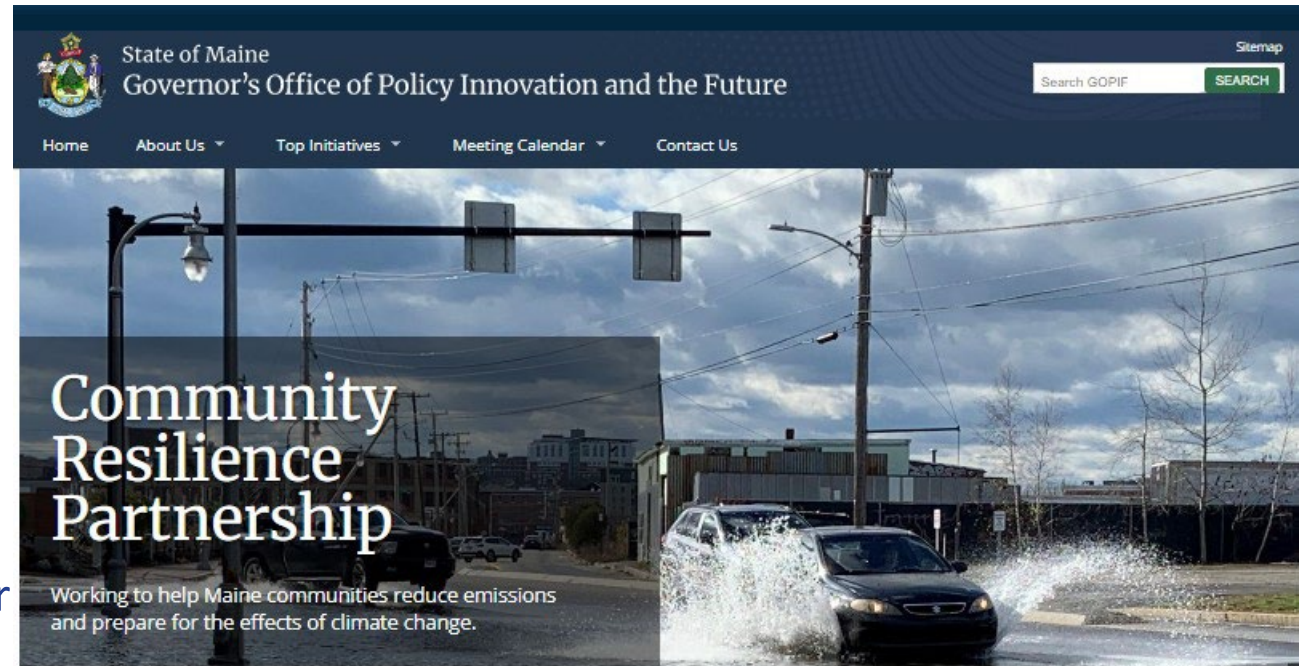 State of Maine
Governor's Office of Policy Innovation and the Future
Sitemap
Search GOPIF
SEARCH
Home About Us Top Initiatives Meeting Calendar Contact Us
Community
Resilience
Partnership
r
Working to help Maine communities reduce emissions
and prepare for the effects of climate change.